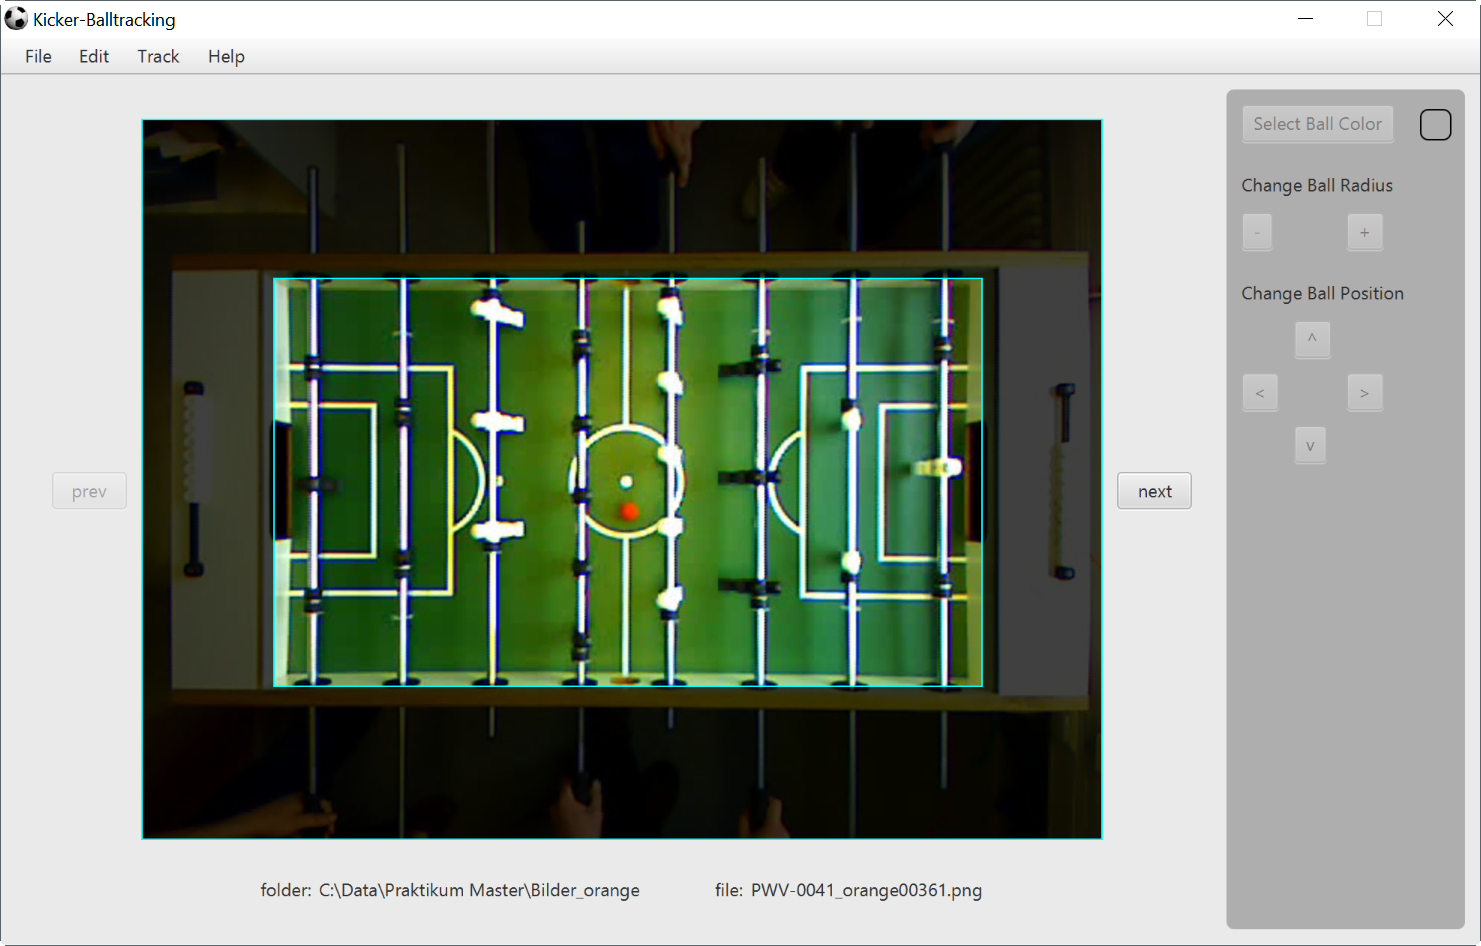 Kicker-Balltracking
File Edit Track Help
Select Ball Color
Change Ball Radius
- +
Change Ball Position
^
< >
v
prev
next
folder: C:\Data\Praktikum Master\Bilder_orange file: PWV-0041_orange00361.png